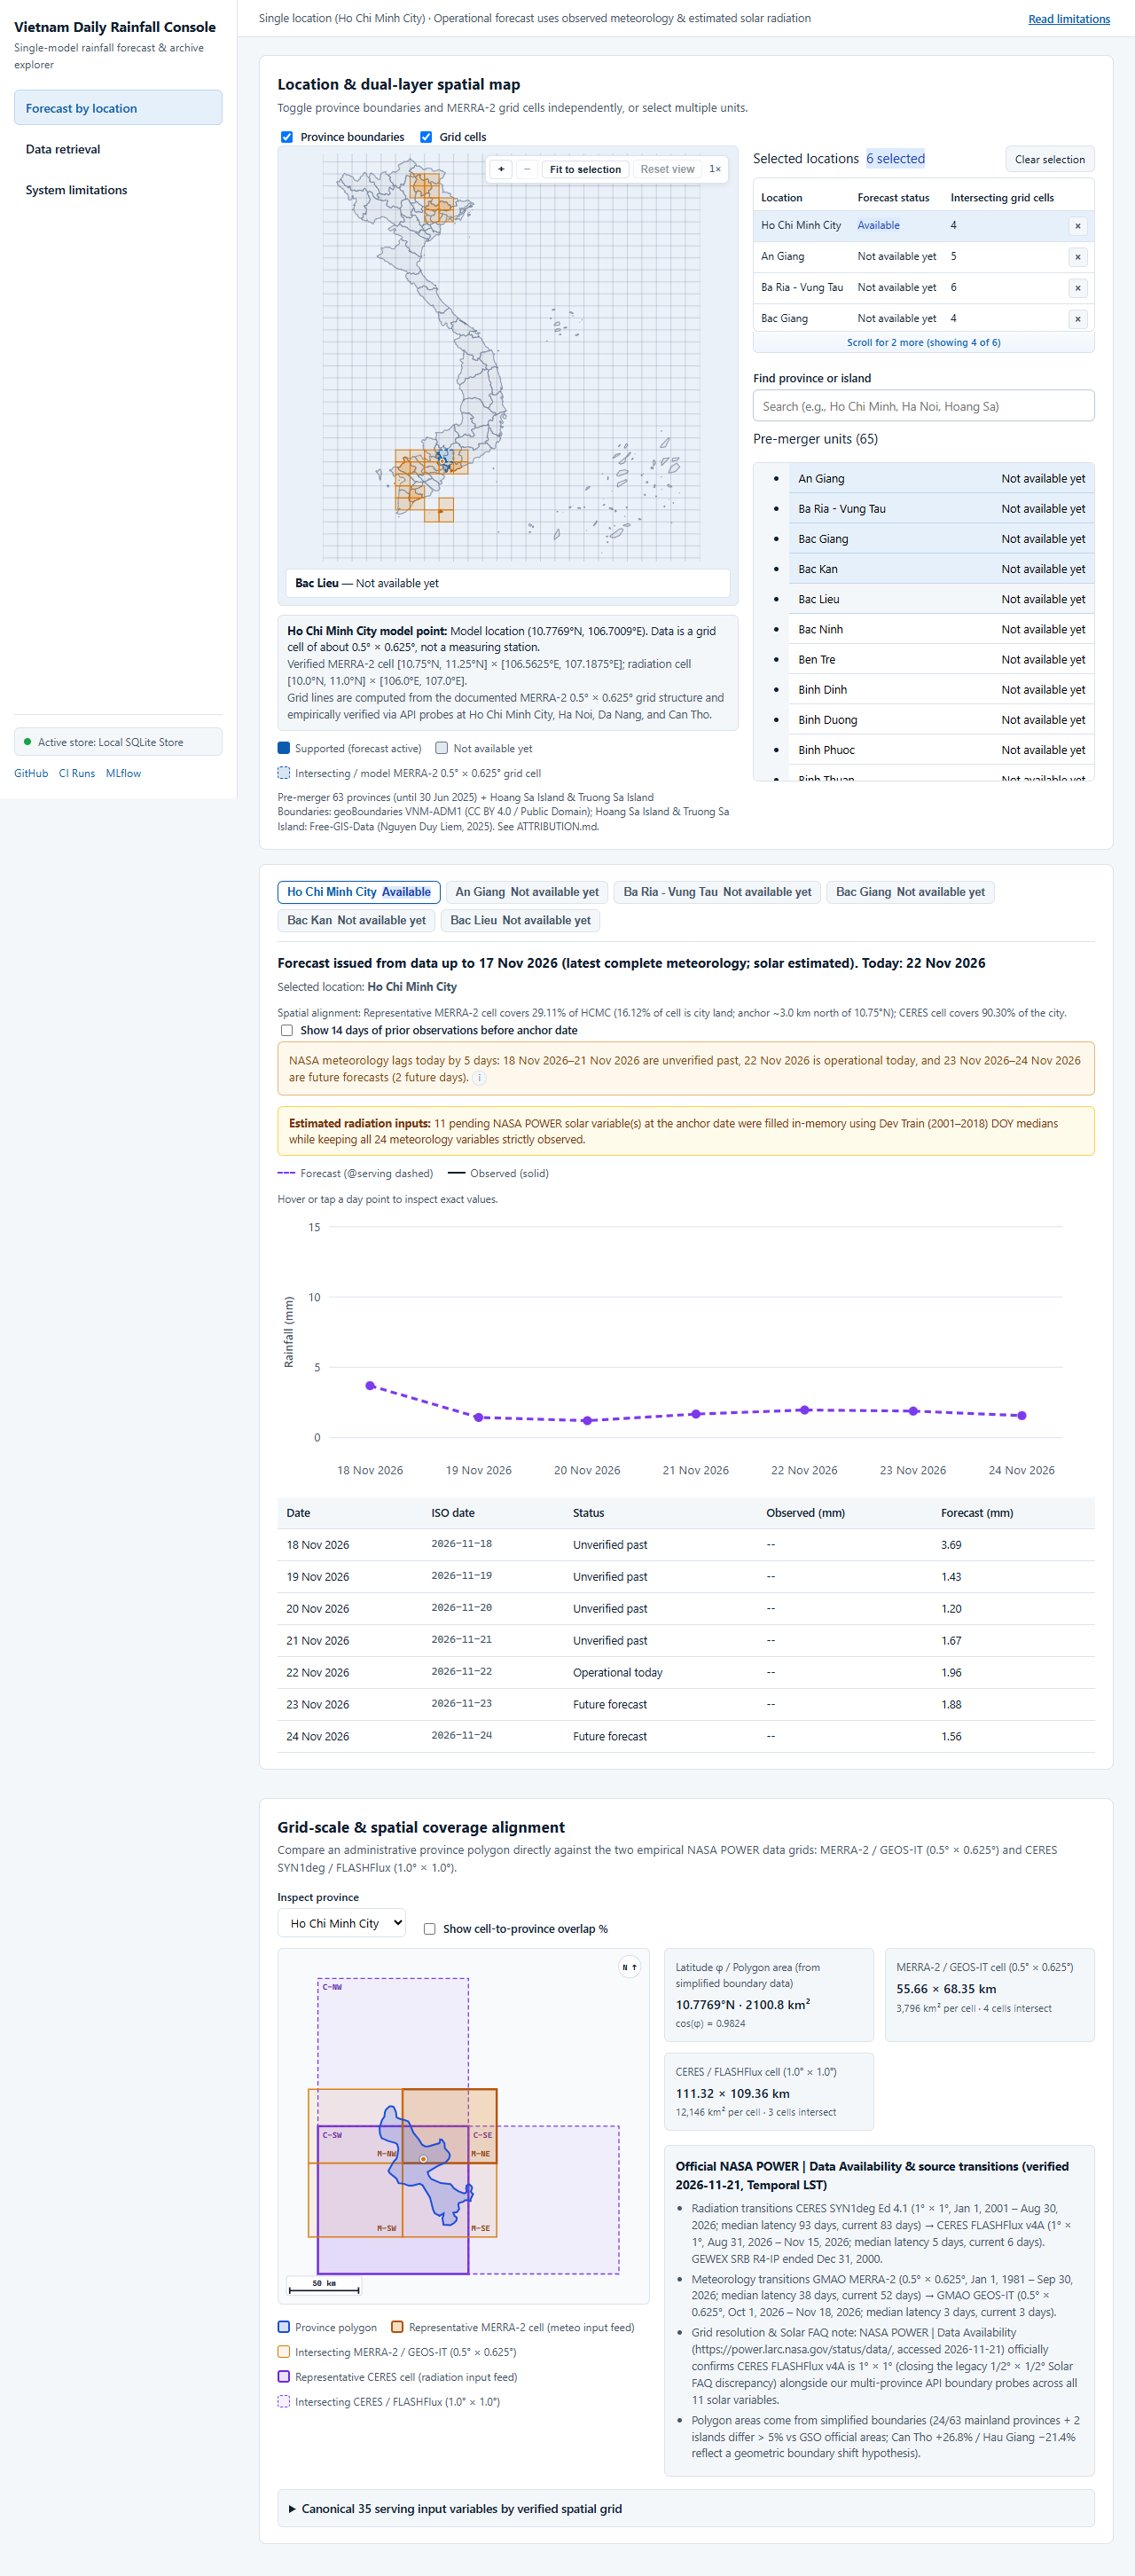 Vietnam Daily Rainfall Console
Single-model rainfall forecast & archive
explorer
Forecast by location
Data retrieval
System limitations
Active store: Local SQLite Store
GitHub CI Runs MLflow
Single location (Ho Chi Minh City) · Operational forecast uses observed meteorology & estimated solar radiation
Read limitations
Location & dual-layer spatial map
Toggle province boundaries and MERRA-2 grid cells independently, or select multiple units.
Province boundaries Grid cells
+ − Fit to selection Reset view 1×
Bac Lieu — Not available yet
Ho Chi Minh City model point: Model location (10.7769°N, 106.7009°E). Data is a grid
cell of about 0.5° × 0.625°, not a measuring station.
Verified MERRA-2 cell [10.75°N, 11.25°N] × [106.5625°E, 107.1875°E]; radiation cell
[10.0°N, 11.0°N] × [106.0°E, 107.0°E].
Grid lines are computed from the documented MERRA-2 0.5° × 0.625° grid structure and
empirically verified via API probes at Ho Chi Minh City, Ha Noi, Da Nang, and Can Tho.
Supported (forecast active) Not available yet
Intersecting / model MERRA-2 0.5° × 0.625° grid cell
Pre-merger 63 provinces (until 30 Jun 2025) + Hoang Sa Island & Truong Sa Island
Boundaries: geoBoundaries VNM-ADM1 (CC BY 4.0 / Public Domain); Hoang Sa Island & Truong Sa
Island: Free-GIS-Data (Nguyen Duy Liem, 2025). See ATTRIBUTION.md.
Selected locations 6 selected
Clear selection
Location Forecast status Intersecting grid cells
Ho Chi Minh City Available 4 ×
An Giang Not available yet 5 ×
Ba Ria - Vung Tau Not available yet 6 ×
Bac Giang Not available yet 4 ×
Scroll for 2 more (showing 4 of 6)
Find province or island
Search (e.g., Ho Chi Minh, Ha Noi, Hoang Sa)
Pre-merger units (65)
An Giang Not available yet
Ba Ria - Vung Tau Not available yet
Bac Giang Not available yet
Bac Kan Not available yet
Bac Lieu Not available yet
Bac Ninh Not available yet
Ben Tre Not available yet
Binh Dinh Not available yet
Binh Duong Not available yet
Binh Phuoc Not available yet
Binh Thuan Not available yet
Ho Chi Minh City Available
An Giang Not available yet
Ba Ria - Vung Tau Not available yet
Bac Giang Not available yet
Bac Kan Not available yet
Bac Lieu Not available yet
Forecast issued from data up to 17 Nov 2026 (latest complete meteorology; solar estimated). Today: 22 Nov 2026
Selected location: Ho Chi Minh City
Spatial alignment: Representative MERRA-2 cell covers 29.11% of HCMC (16.12% of cell is city land; anchor ~3.0 km north of 10.75°N); CERES cell covers 90.30% of the city.
Show 14 days of prior observations before anchor date
NASA meteorology lags today by 5 days: 18 Nov 2026–21 Nov 2026 are unverified past, 22 Nov 2026 is operational today, and 23 Nov 2026–24 Nov 2026
are future forecasts (2 future days). i
Estimated radiation inputs: 11 pending NASA POWER solar variable(s) at the anchor date were filled in-memory using Dev Train (2001–2018) DOY medians
while keeping all 24 meteorology variables strictly observed.
Forecast (@serving dashed) Observed (solid)
Hover or tap a day point to inspect exact values.
Rainfall (mm)
15
10
5
0
18 Nov 2026 19 Nov 2026 20 Nov 2026 21 Nov 2026 22 Nov 2026 23 Nov 2026 24 Nov 2026
Date ISO date Status Observed (mm) Forecast (mm)
18 Nov 2026 2026-11-18 Unverified past -- 3.69
19 Nov 2026 2026-11-19 Unverified past -- 1.43
20 Nov 2026 2026-11-20 Unverified past -- 1.20
21 Nov 2026 2026-11-21 Unverified past -- 1.67
22 Nov 2026 2026-11-22 Operational today -- 1.96
23 Nov 2026 2026-11-23 Future forecast -- 1.88
24 Nov 2026 2026-11-24 Future forecast -- 1.56
Grid-scale & spatial coverage alignment
Compare an administrative province polygon directly against the two empirical NASA POWER data grids: MERRA-2 / GEOS-IT (0.5° × 0.625°) and CERES
SYN1deg / FLASHFlux (1.0° × 1.0°).
Inspect province
Ho Chi Minh City
Show cell-to-province overlap %
N ↑
C-NW
C-SW
C-SE
M-NW
M-NE
M-SW
M-SE
50 km
Province polygon Representative MERRA-2 cell (meteo input feed)
Intersecting MERRA-2 / GEOS-IT (0.5° × 0.625°)
Representative CERES cell (radiation input feed)
Intersecting CERES / FLASHFlux (1.0° × 1.0°)
Latitude φ / Polygon area (from
simplified boundary data)
10.7769°N · 2100.8 km²
cos(φ) = 0.9824
MERRA-2 / GEOS-IT cell (0.5° × 0.625°)
55.66 × 68.35 km
3,796 km² per cell · 4 cells intersect
CERES / FLASHFlux cell (1.0° × 1.0°)
111.32 × 109.36 km
12,146 km² per cell · 3 cells intersect
Official NASA POWER | Data Availability & source transitions (verified
2026-11-21, Temporal LST)
Radiation transitions CERES SYN1deg Ed 4.1 (1° × 1°, Jan 1, 2001 – Aug 30,
2026; median latency 93 days, current 83 days) → CERES FLASHFlux v4A (1° ×
1°, Aug 31, 2026 – Nov 15, 2026; median latency 5 days, current 6 days).
GEWEX SRB R4-IP ended Dec 31, 2000.
Meteorology transitions GMAO MERRA-2 (0.5° × 0.625°, Jan 1, 1981 – Sep 30,
2026; median latency 38 days, current 52 days) → GMAO GEOS-IT (0.5° ×
0.625°, Oct 1, 2026 – Nov 18, 2026; median latency 3 days, current 3 days).
Grid resolution & Solar FAQ note: NASA POWER | Data Availability
(https://power.larc.nasa.gov/status/data/, accessed 2026-11-21) officially
confirms CERES FLASHFlux v4A is 1° × 1° (closing the legacy 1/2° × 1/2° Solar
FAQ discrepancy) alongside our multi-province API boundary probes across all
11 solar variables.
Polygon areas come from simplified boundaries (24/63 mainland provinces + 2
islands differ > 5% vs GSO official areas; Can Tho +26.8% / Hau Giang −21.4%
reflect a geometric boundary shift hypothesis).
▶ Canonical 35 serving input variables by verified spatial grid